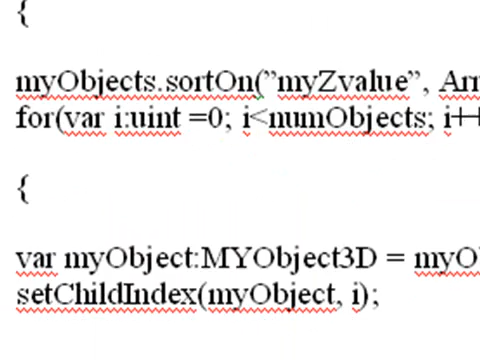 {
myObjects.sortOn(”myZvalue”, Arr
for(var i:uint =0; i<numObjects; i++
{
var myObject:MYObject3D = myO
setChildIndex(myObject, i);